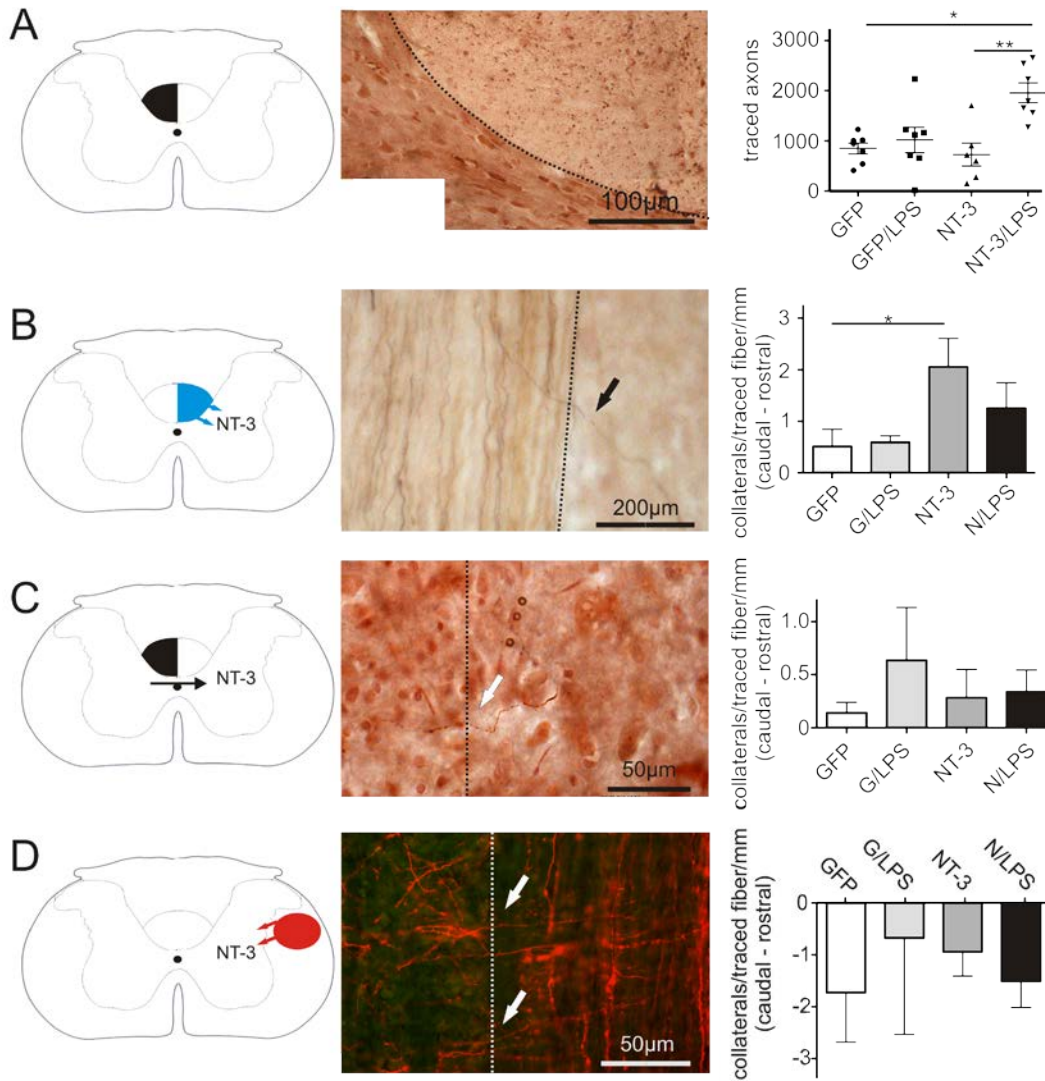 A
100µm
traced axons
3000
2000
1000
0
*
**
GFP
GFP/LPS
NT-3
NT-3/LPS
B
NT-3
200µm
collaterals/traced fiber/mm
(caudal - rostral)
3
2
1
0
*
GFP
G/LPS
NT-3
N/LPS
C
NT-3
50µm
collaterals/traced fiber/mm
(caudal - rostral)
1.0
0.5
0
GFP
G/LPS
NT-3
N/LPS
D
NT-3
50µm
collaterals/traced fiber/mm
(caudal - rostral)
GFP
G/LPS
NT-3
N/LPS
0
-1
-2
-3